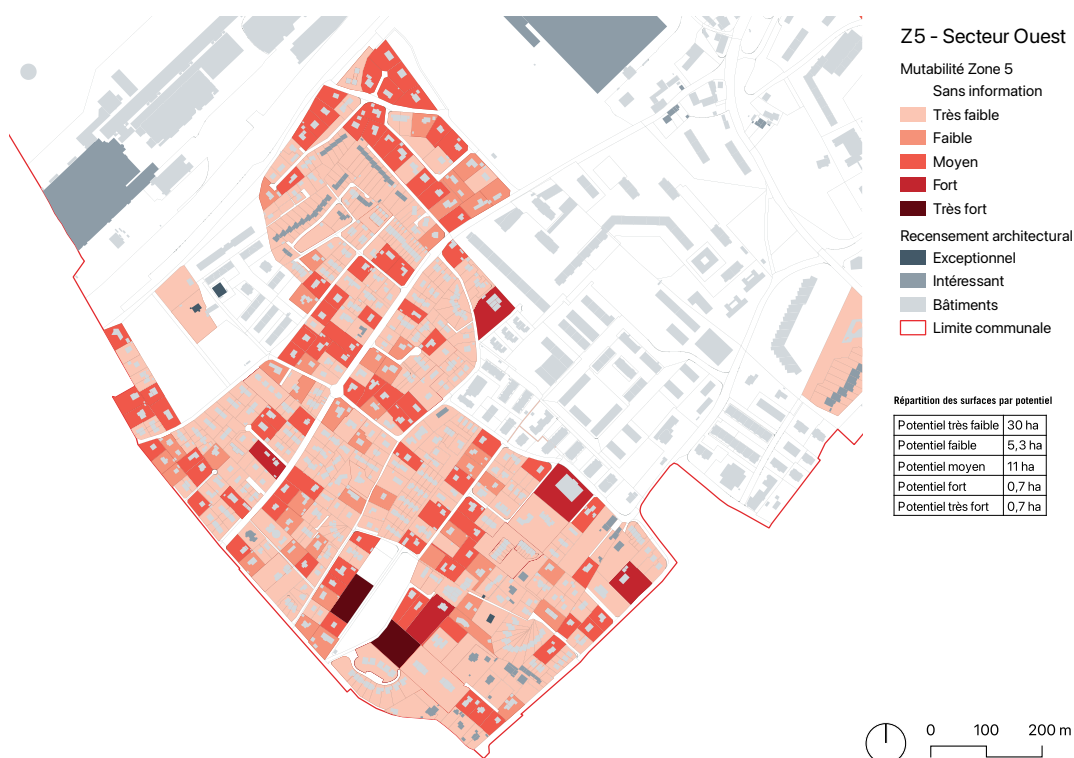 Z5 - Secteur Ouest
Mutabilité Zone 5
Sans information
Très faible
Faible
Moyen
Fort
Très fort
Recensement architectural
Exceptionnel
Intéressant
Bâtiments
Limite communale
Répartition des surfaces par potentiel
Potentiel très faible 30 ha
Potentiel faible 5,3 ha
Potentiel moyen 11 ha
Potentiel fort 0,7 ha
Potentiel très fort 0,7 ha
0 100 200 m